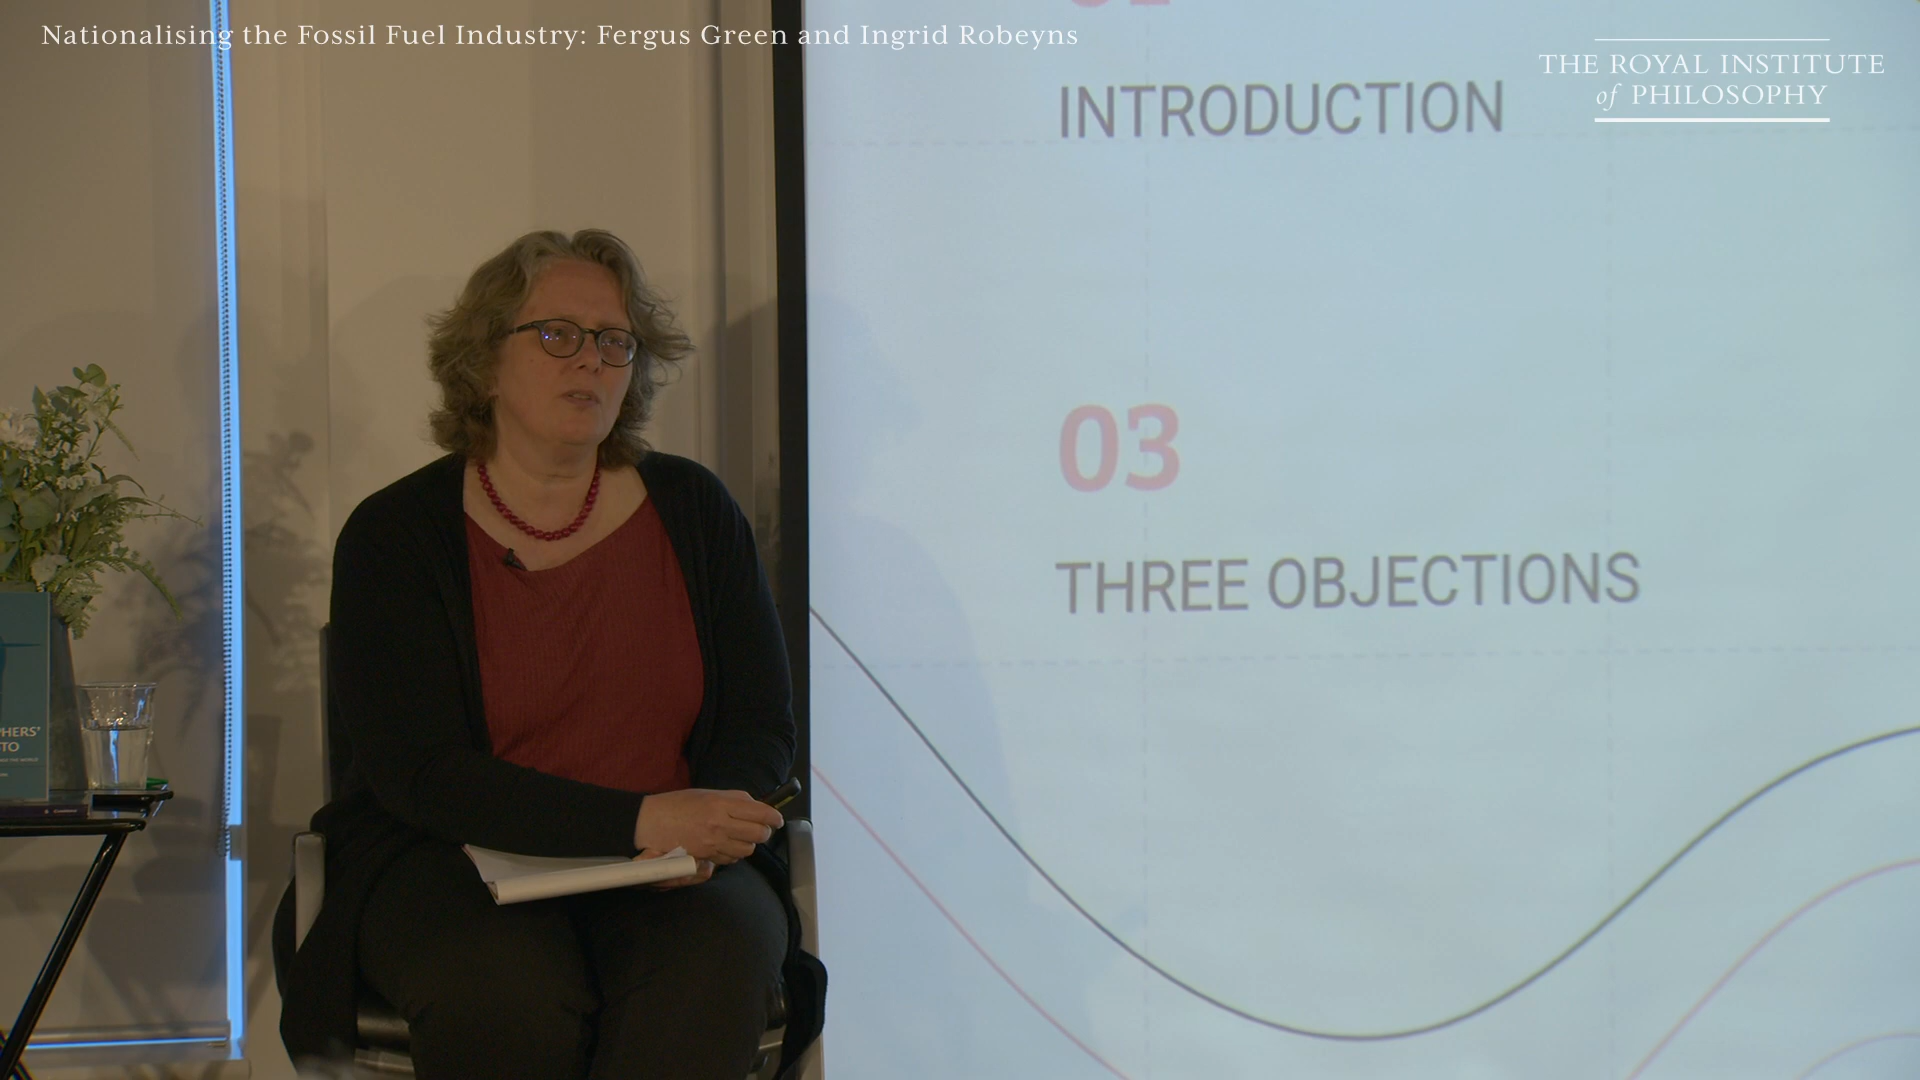 Nationalising the Fossil Fuel Industry: Fergus Green and Ingrid Robeyns
THE ROYAL INSTITUTE
of PHILOSOPHY
INTRODUCTION
03
THREE OBJECTIONS